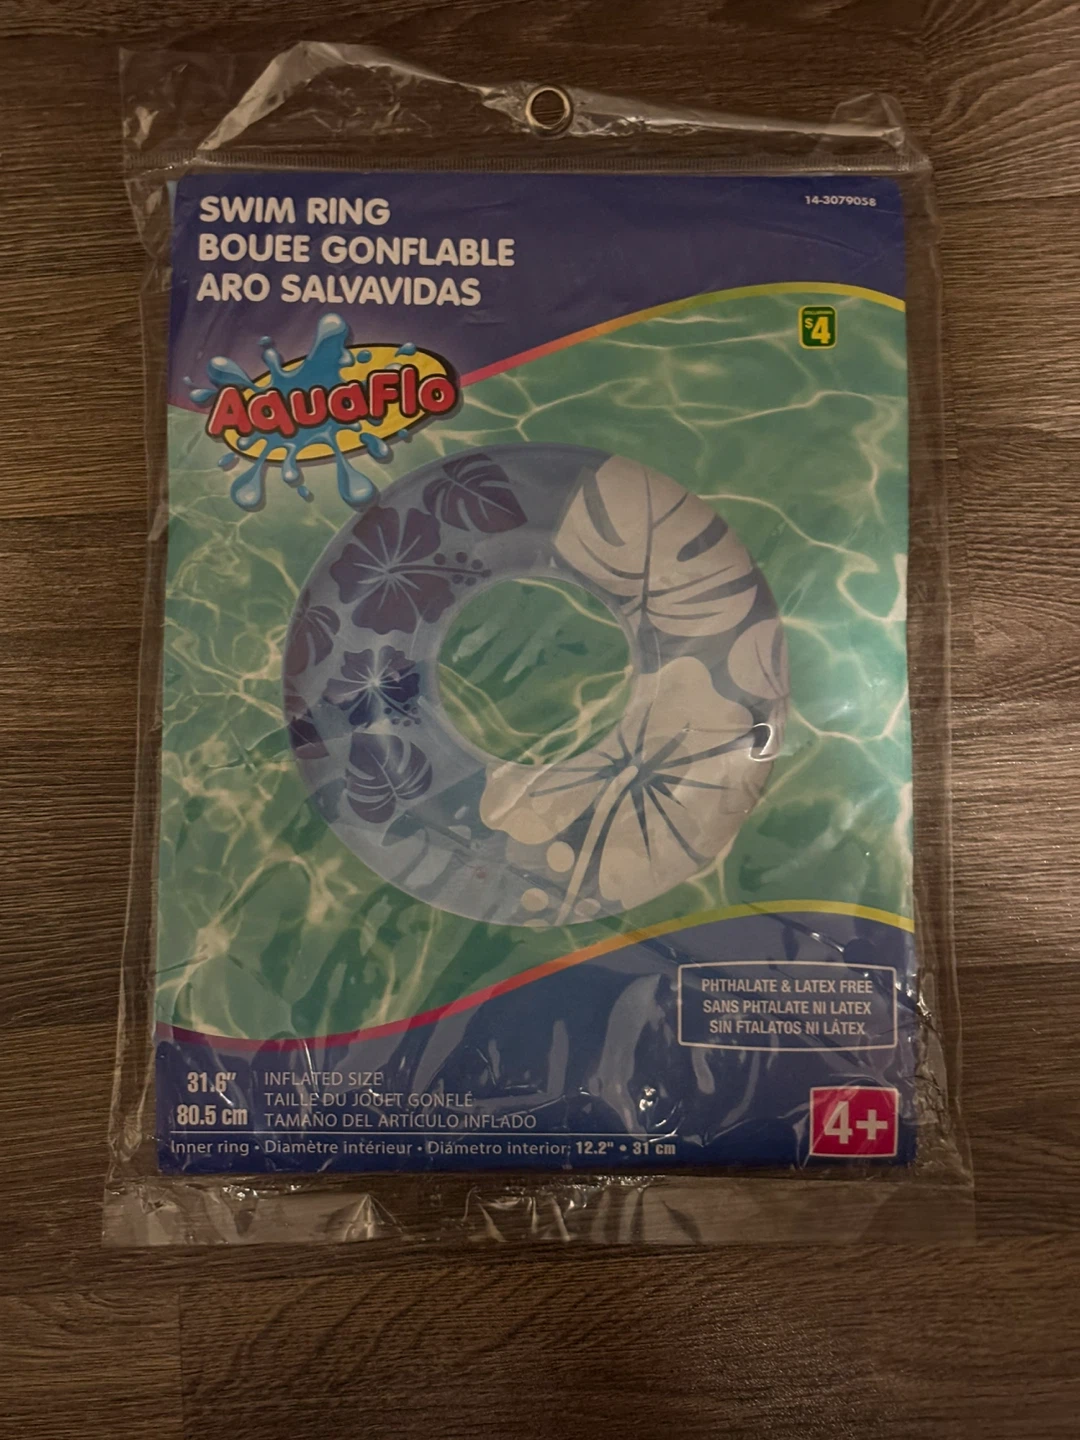 SWIM RING
BOUEE GONFLABLE
ARO SALVAVIDAS
14-3079058
$4
AquaFlo
PHTHALATE & LATEX FREE
SANS PHTALATE NI LATEX
SIN FTALATOS NI LÁTEX
31.6"
80.5 cm
INFLATED SIZE
TAILLE DU JOUET GONFLÉ
TAMAÑO DEL ARTÍCULO INFLADO
Inner ring • Diamètre intérieur • Diámetro interior: 12.2" • 31 cm
4+